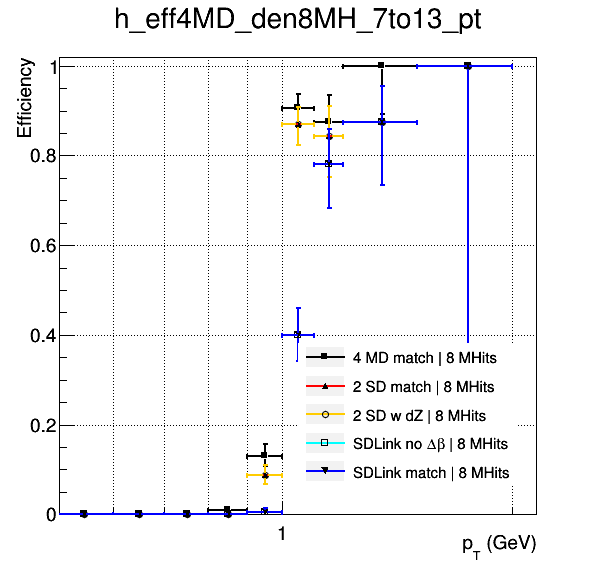 h_eff4MD_den8MH_7to13_pt
Efficiency
1
0.8
0.6
0.4
0.2
0
4 MD match | 8 MHits
2 SD match | 8 MHits
2 SD w dZ | 8 MHits
SDLink no Δβ | 8 MHits
SDLink match | 8 MHits
1
p_T (GeV)